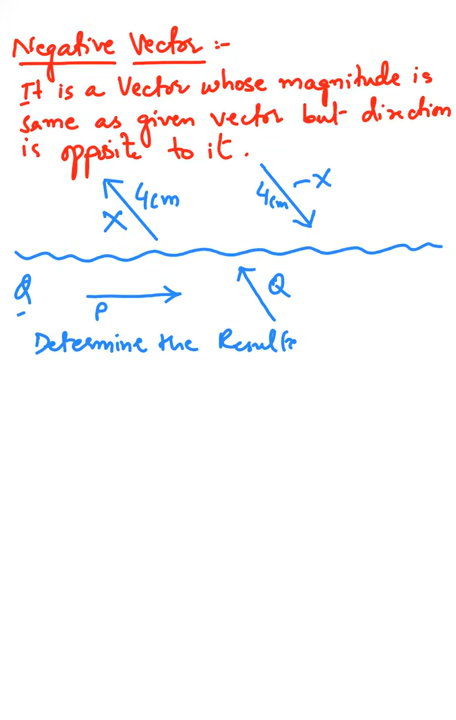 Negative Vector :-
It is a Vector whose magnitude is
same as given vector but direction
is opposite to it.
4cm
X
4cm
-X
Q
P
Q
Determine the Resulte